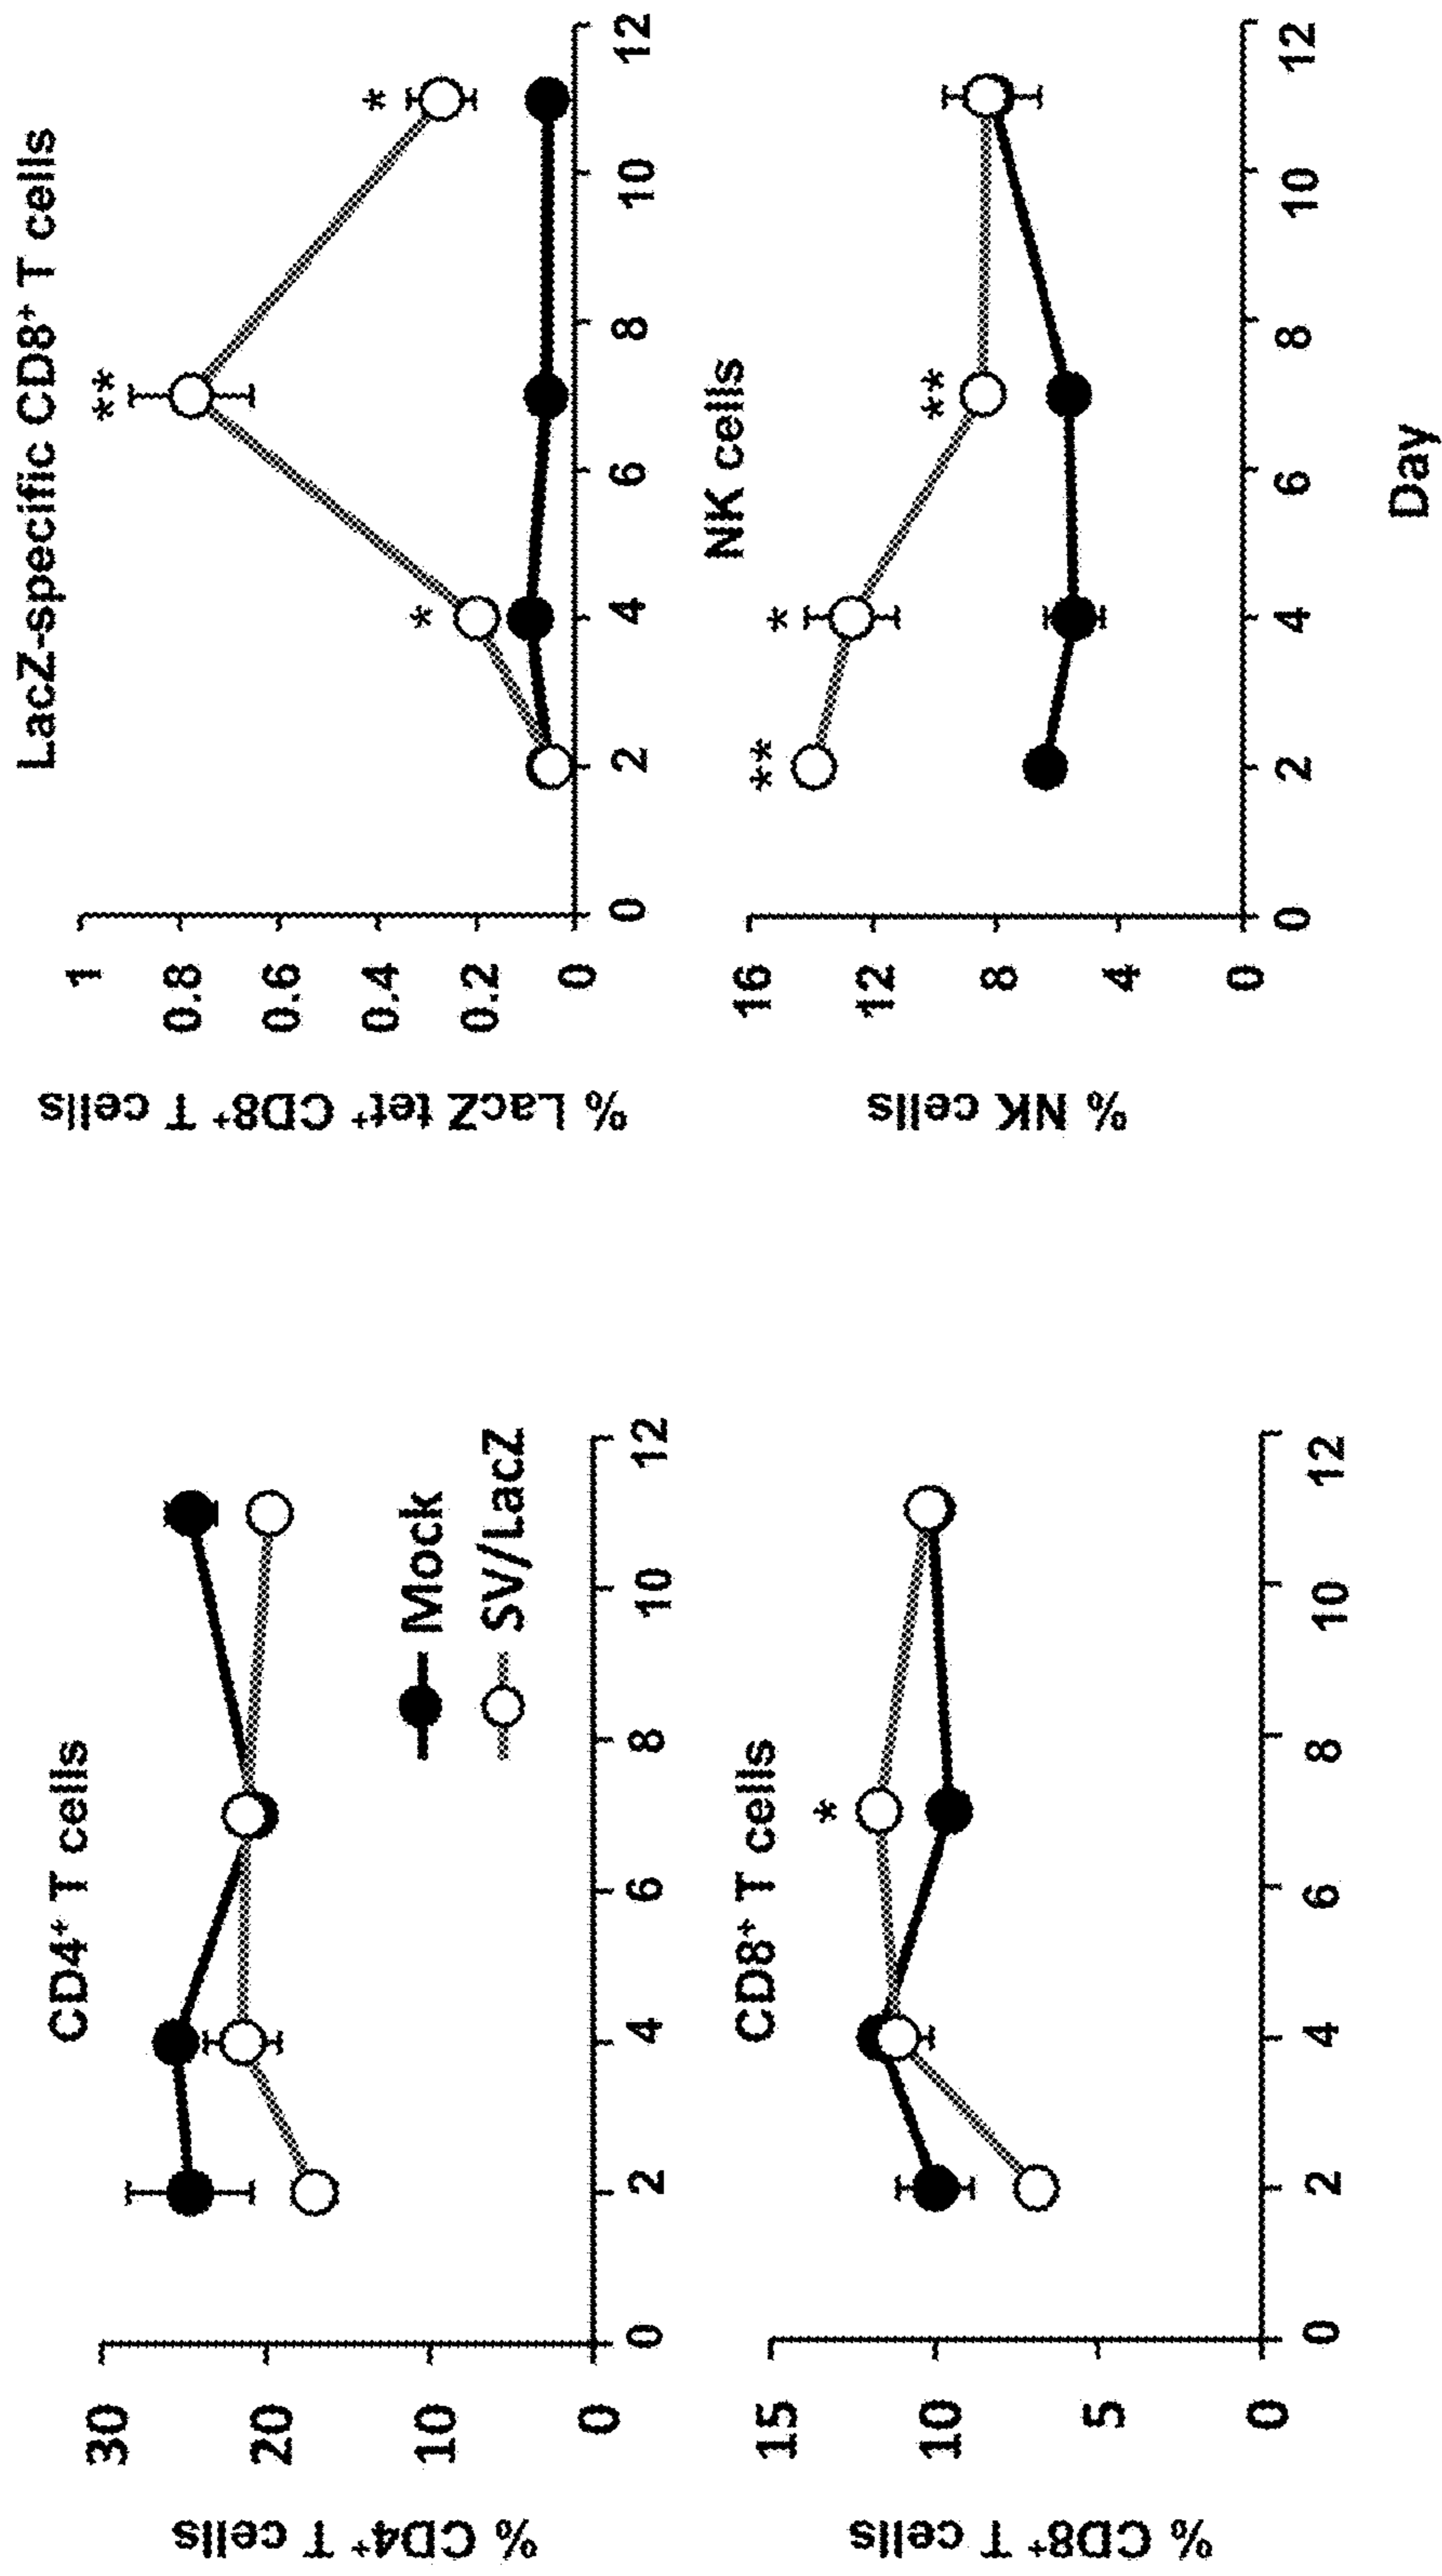 CD4⁺ T cells
% CD4⁺ T cells
30
20
10
0
0 2 4 6 8 10 12
Mock
SV/LacZ
LacZ-specific CD8⁺ T cells
% LacZ tet⁺ CD8⁺ T cells
1
0.8
0.6
0.4
0.2
0
* ** *
0 2 4 6 8 10 12
CD8⁺ T cells
% CD8⁺ T cells
15
10
5
0
*
0 2 4 6 8 10 12
NK cells
% NK cells
16
12
8
4
0
** * **
0 2 4 6 8 10 12
Day